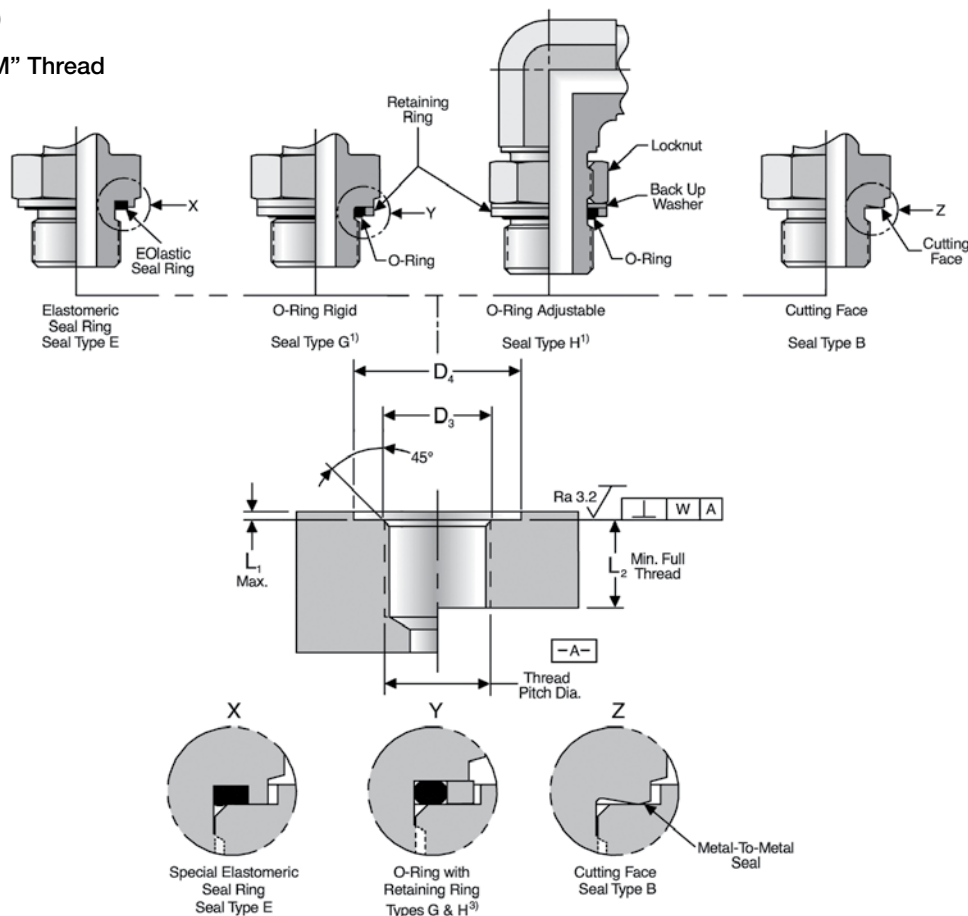 M” Thread
Retaining
Ring
Locknut
Back Up
Washer
X
Y
Z
EOlastic
Seal Ring
O-Ring
O-Ring
Cutting
Face
Elastomeric
Seal Ring
Seal Type E
O-Ring Rigid
Seal Type G1)
O-Ring Adjustable
Seal Type H1)
Cutting Face
Seal Type B
D4
D3
45°
Ra 3.2
⊥ W A
L1
Max.
L2
Min. Full
Thread
-A-
Thread
Pitch Dia.
X
Y
Z
Metal-To-Metal
Seal
Special Elastomeric
Seal Ring
Seal Type E
O-Ring with
Retaining Ring
Types G & H3)
Cutting Face
Seal Type B